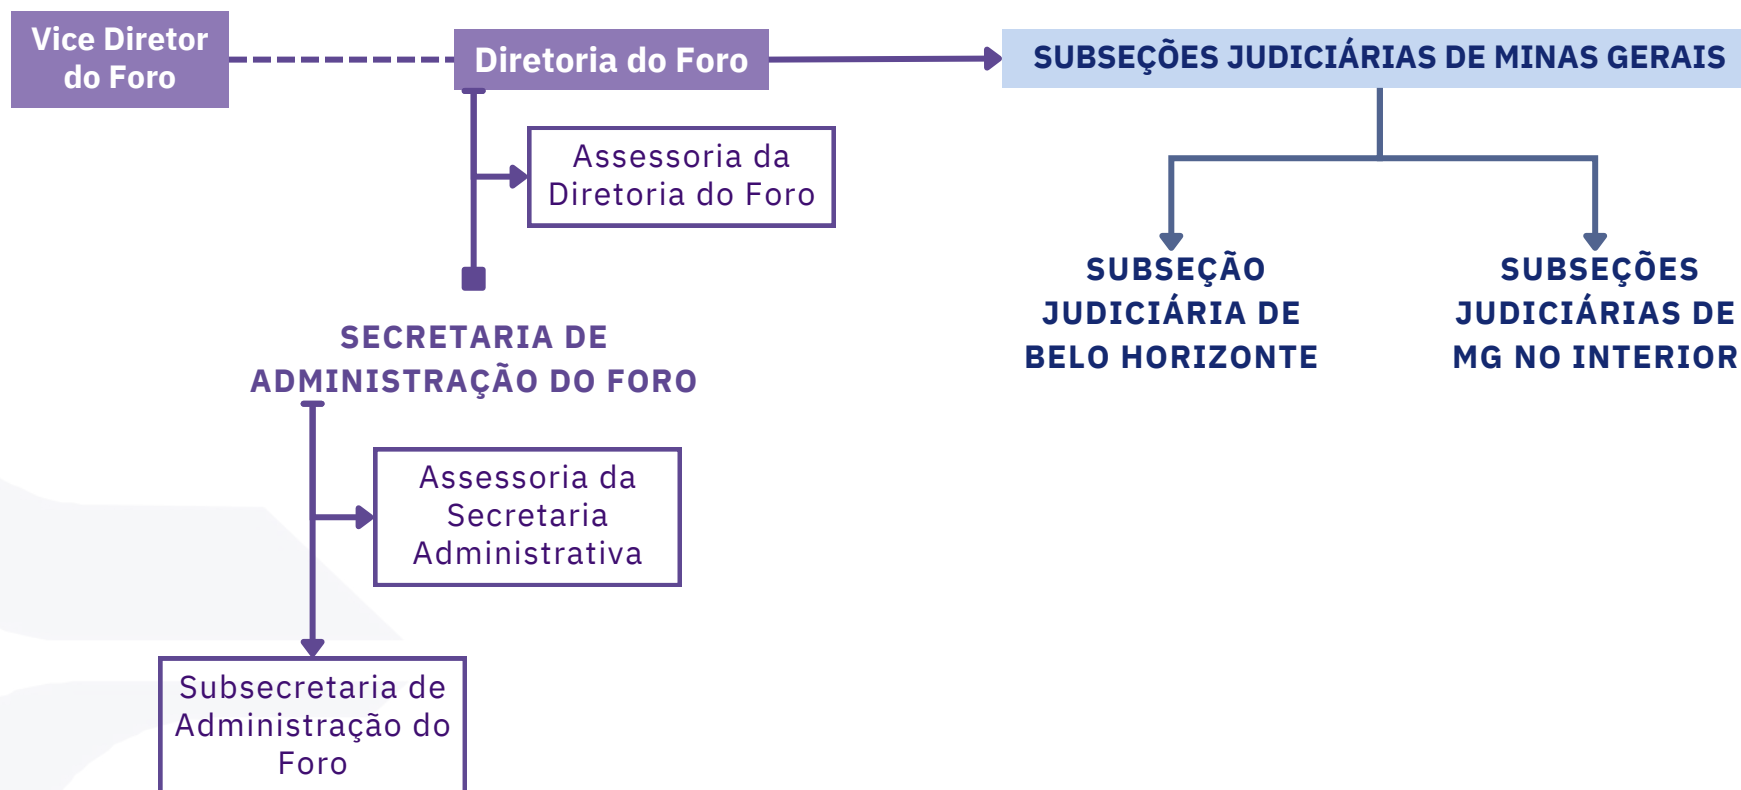 Vice Diretor
do Foro
Diretoria do Foro
SUBSEÇÕES JUDICIÁRIAS DE MINAS GERAIS
Assessoria da
Diretoria do Foro
SUBSEÇÃO
JUDICIÁRIA DE
BELO HORIZONTE
SUBSEÇÕES
JUDICIÁRIAS DE
MG NO INTERIOR
SECRETARIA DE
ADMINISTRAÇÃO DO FORO
Assessoria da
Secretaria
Administrativa
Subsecretaria de
Administração do
Foro